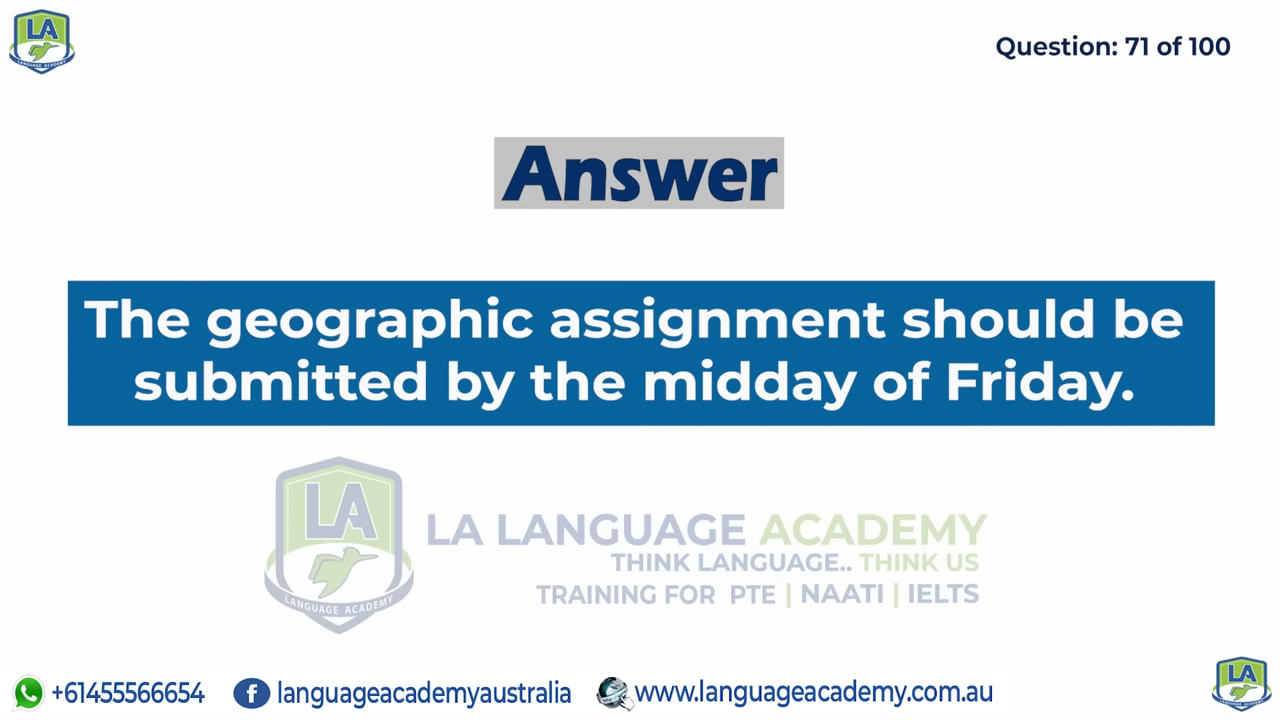 LA
LANGUAGE ACADEMY
Question: 71 of 100
Answer
The geographic assignment should be
submitted by the midday of Friday.
LA
LANGUAGE ACADEMY
LA LANGUAGE ACADEMY
THINK LANGUAGE.. THINK US
TRAINING FOR PTE | NAATI | IELTS
+61455566654
languageacademyaustralia
www.languageacademy.com.au
LA
LANGUAGE ACADEMY